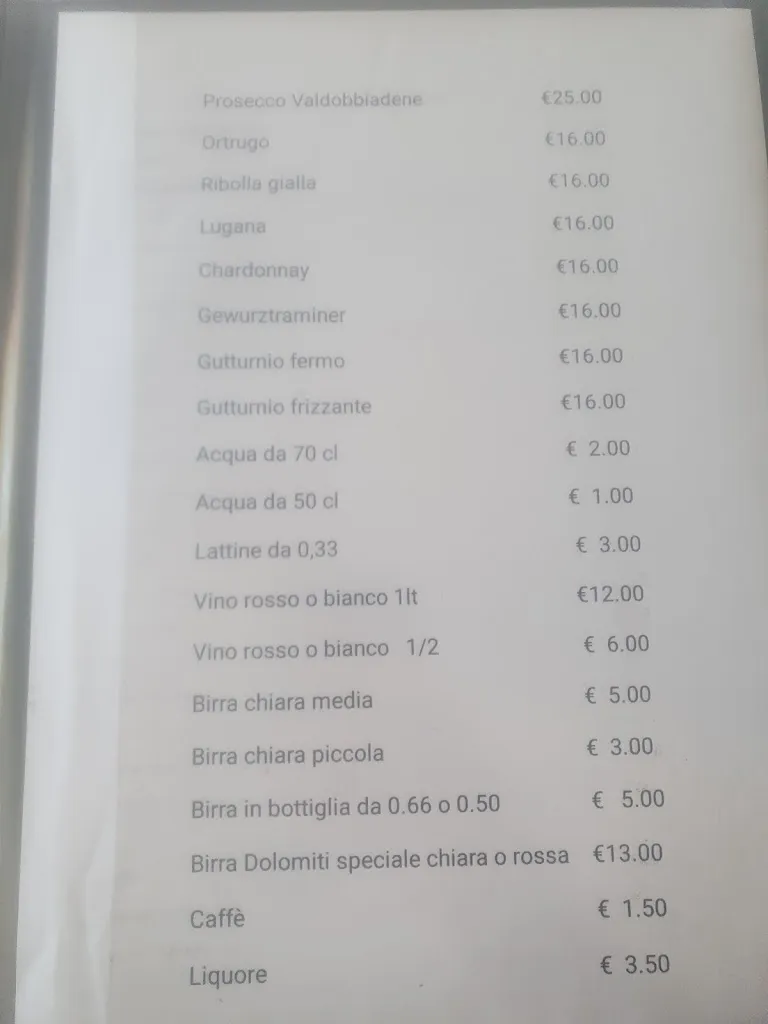 Prosecco Valdobbiadene €25.00
Ortrugo €16.00
Ribolla gialla €16.00
Lugana €16.00
Chardonnay €16.00
Gewurztraminer €16.00
Gutturnio fermo €16.00
Gutturnio frizzante €16.00
Acqua da 70 cl € 2.00
Acqua da 50 cl € 1.00
Lattine da 0,33 € 3.00
Vino rosso o bianco 1lt €12.00
Vino rosso o bianco 1/2 € 6.00
Birra chiara media € 5.00
Birra chiara piccola € 3.00
Birra in bottiglia da 0.66 o 0.50 € 5.00
Birra Dolomiti speciale chiara o rossa €13.00
Caffè € 1.50
Liquore € 3.50